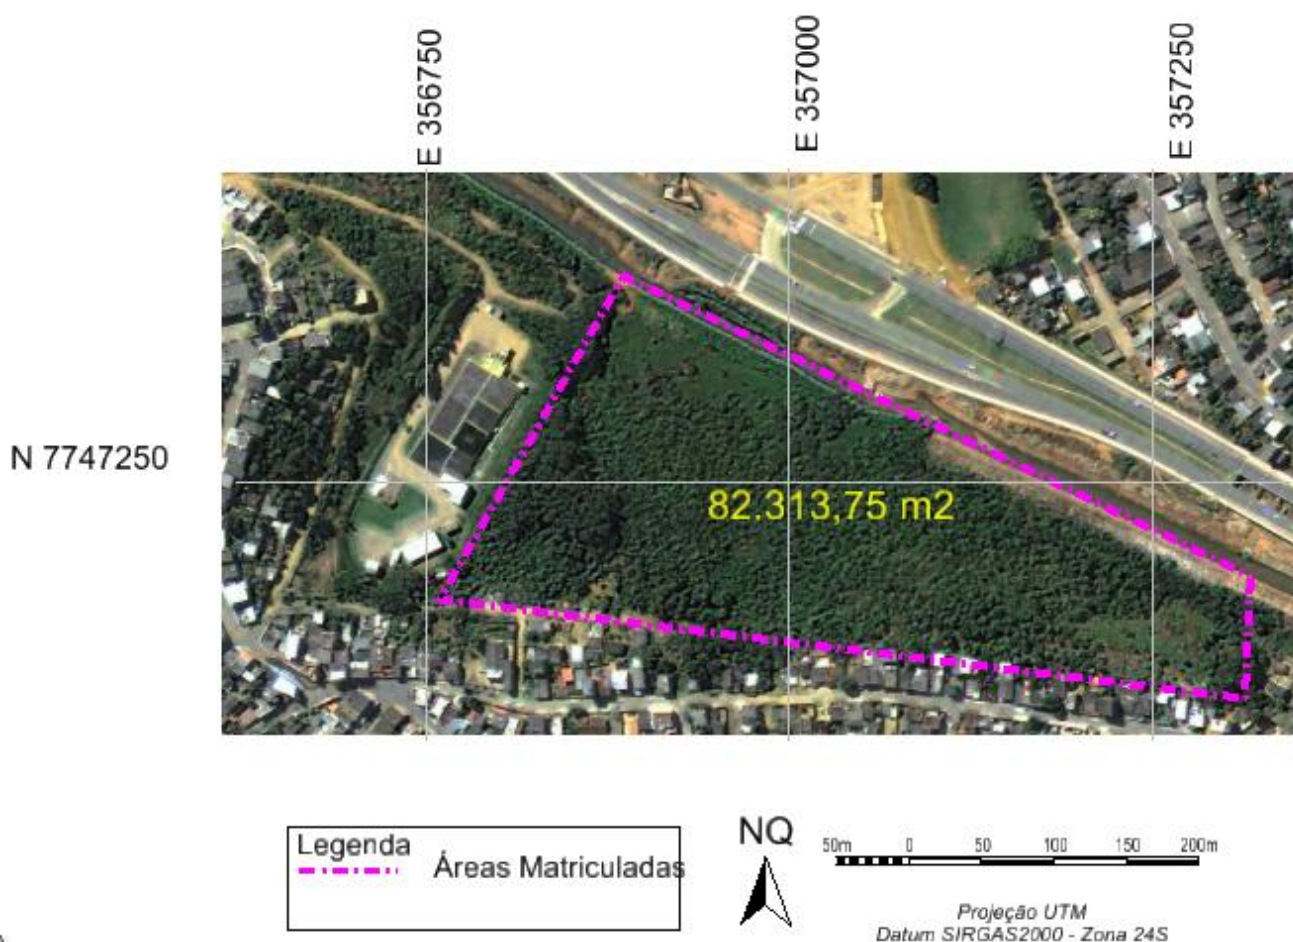 E 356750
E 357000
E 357250
N 7747250
82.313,75 m2
Legenda
Áreas Matriculadas
NQ
50m 0 50 100 150 200m
Projeção UTM
Datum SIRGAS2000 - Zona 24S